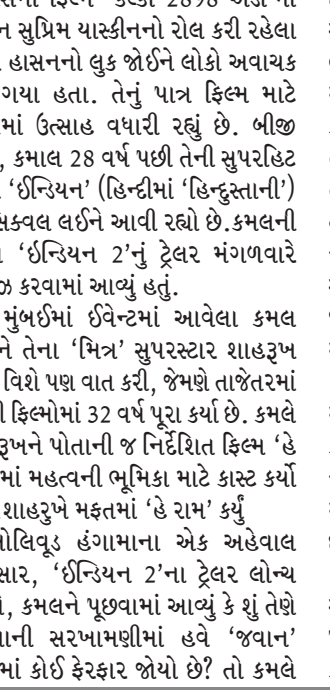 ન સુપ્રિમ યાસ્કીનનો રોલ કરી રહેલા
હાસનનો લુક જોઈને લોકો અવાચક
ગયા હતા. તેનું પાત્ર ફિલ્મ માટે
માં ઉત્સાહ વધારી રહ્યું છે. બીજી
, કમાલ 28 વર્ષ પછી તેની સુપરહિટ
‘ઈન્ડિયન’ (હિન્દીમાં ‘હિન્દુસ્તાની’)
સક્વલ લઈને આવી રહ્યો છે.કમલની
‘ઈન્ડિયન 2’નું ટ્રેલર મંગળવારે
ઝ કરવામાં આવ્યું હતું.
મુંબઈમાં ઈવેન્ટમાં આવેલા કમલ
ને તેના ‘મિત્ર’ સુપરસ્ટાર શાહરૂખ
વિશે પણ વાત કરી, જેમણે તાજેતરમાં
ી ફિલ્મોમાં 32 વર્ષ પૂરા કર્યા છે. કમલે
રૂખને પોતાની જ નિર્દેશિત ફિલ્મ ‘હે
માં મહત્વની ભૂમિકા માટે કાસ્ટ કર્યો
શાહરુખે મફતમાં ‘હે રામ’ કર્યું
ોલિવૂડ હંગામાના એક અહેવાલ
સાર, ‘ઈન્ડિયન 2’ના ટ્રેલર લોન્ચ
ે, કમલને પૂછવામાં આવ્યું કે શું તેણે
ાની સરખામણીમાં હવે ‘જવાન’
માં કોઈ ફેરફાર જોયો છે? તો કમલે